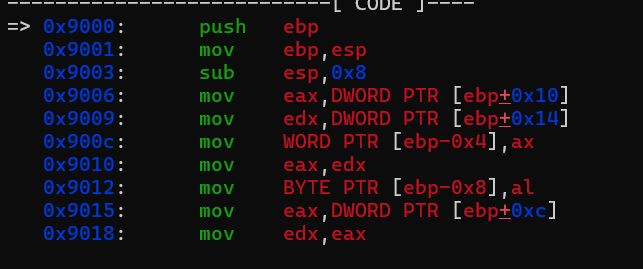 ---------------------------[ CODE ]----
=> 0x9000: push ebp
0x9001: mov ebp,esp
0x9003: sub esp,0x8
0x9006: mov eax,DWORD PTR [ebp+0x10]
0x9009: mov edx,DWORD PTR [ebp+0x14]
0x900c: mov WORD PTR [ebp-0x4],ax
0x9010: mov eax,edx
0x9012: mov BYTE PTR [ebp-0x8],al
0x9015: mov eax,DWORD PTR [ebp+0xc]
0x9018: mov edx,eax